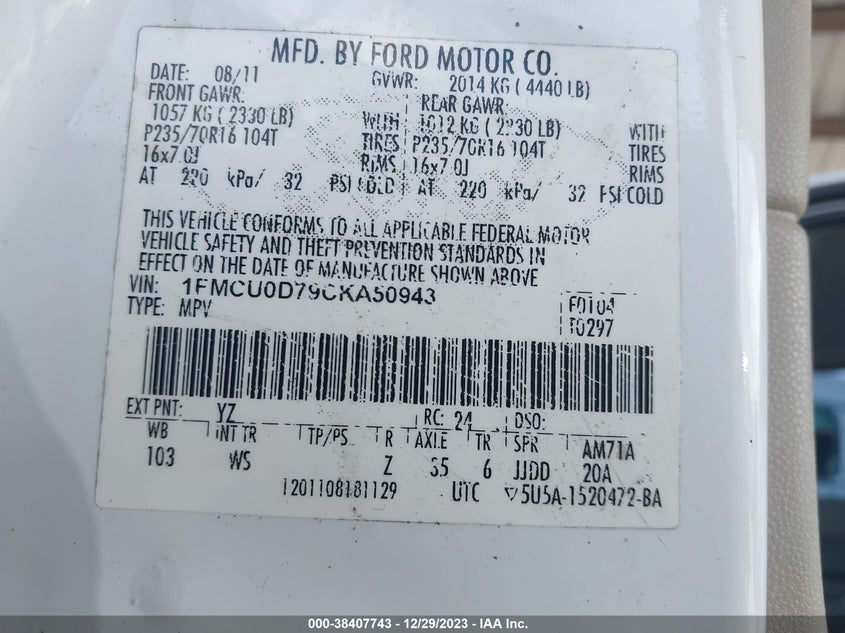 MFD. BY FORD MOTOR CO.
DATE: 08/11 GVWR: 2014 KG ( 4440 LB)
FRONT GAWR: REAR GAWR:
1057 KG ( 2330 LB) WITH 1012 KG ( 2230 LB) WITH
P235/70R16 104T TIRES P235/70R16 104T TIRES
16x7.0J RIMS 16x7.0J RIMS
AT 220 kPa/ 32 PSI COLD AT 220 kPa/ 32 PSI COLD
THIS VEHICLE CONFORMS TO ALL APPLICABLE FEDERAL MOTOR
VEHICLE SAFETY AND THEFT PREVENTION STANDARDS IN
EFFECT ON THE DATE OF MANUFACTURE SHOWN ABOVE
VIN: 1FMCU0D79CKA50943 F0104
TYPE: MPV T0297
EXT PNT: YZ RC: 24 DSO:
WB INT TR TP/PS R AXLE TR SPR AM71A
103 WS Z S5 6 JJDD 20A
1201108181129 UTC ▽5U5A-1520472-BA
000-38407743 - 12/29/2023 - IAA Inc.